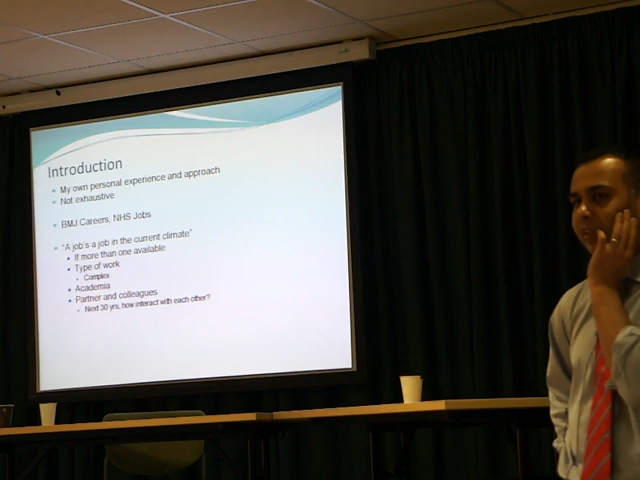 Introduction
My own personal experience and approach
Not exhaustive
BMJ Careers, NHS Jobs
"A job's a job in the current climate"
If more than one available
Type of work
Complex
Academia
Partner and colleagues
Next 30 yrs, how interact with each other?